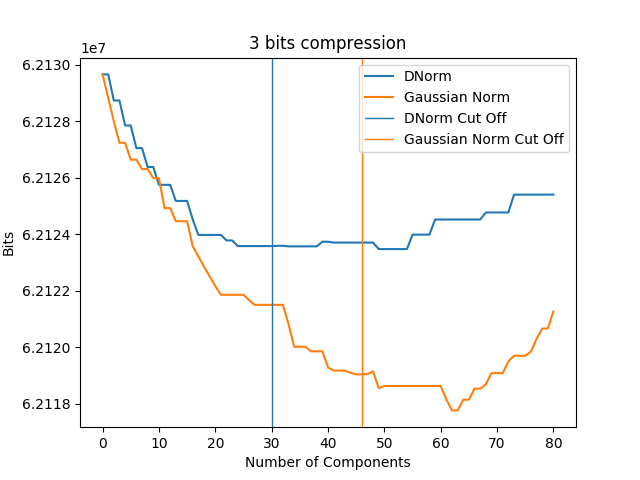 3 bits compression
1e7
6.2130
6.2128
6.2126
6.2124
6.2122
6.2120
6.2118
Bits
DNorm
Gaussian Norm
DNorm Cut Off
Gaussian Norm Cut Off
0 10 20 30 40 50 60 70 80
Number of Components